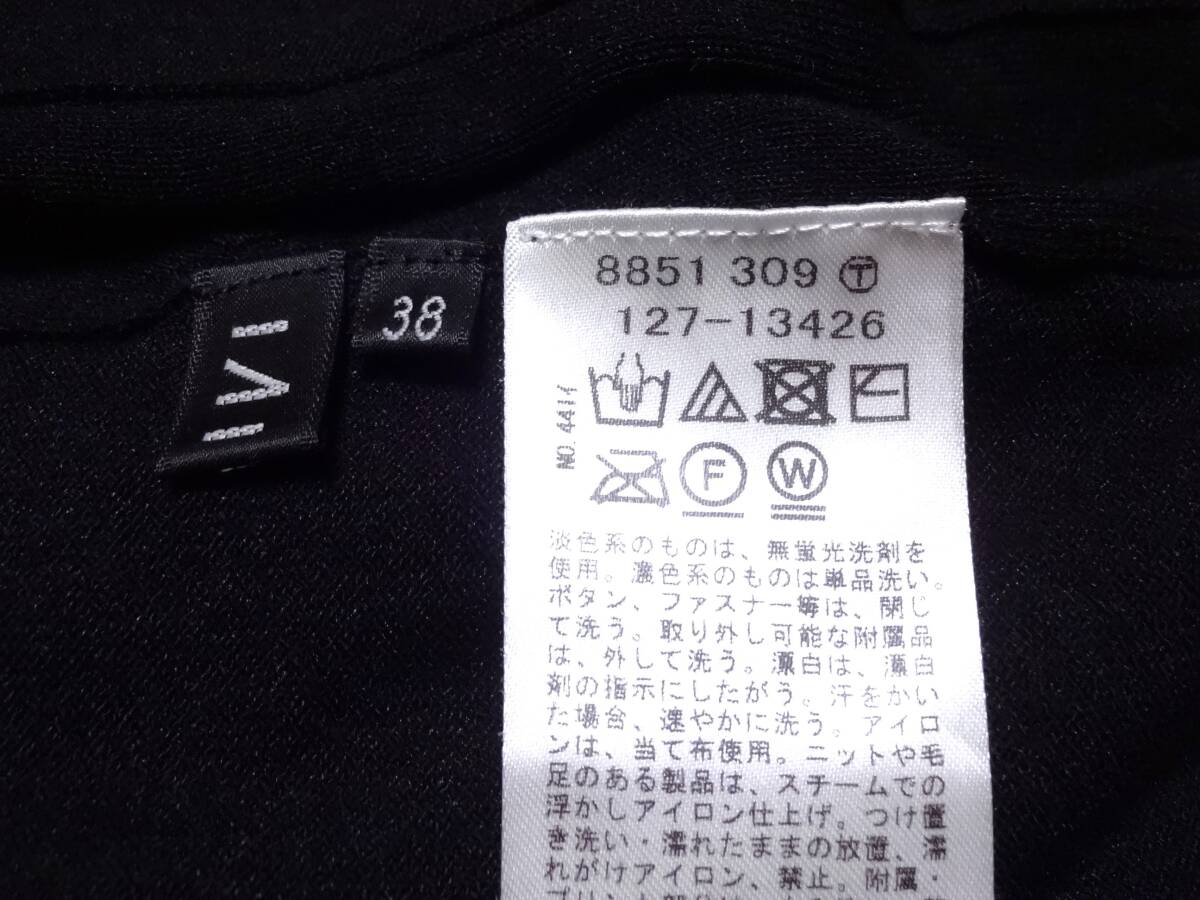 38
8851 309 Ⓣ
127-13426
NO.4414
F W
淡色系のものは、無蛍光洗剤を
使用。濃色系のものは単品洗い。
ボタン、ファスナー等は、閉じ
て洗う。取り外し可能な附属品
は、外して洗う。漂白は、漂白
剤の指示にしたがう。汗をかい
た場合、速やかに洗う。アイロ
ンは、当て布使用。ニットや毛
足のある製品は、スチームでの
浮かしアイロン仕上げ。つけ置
き洗い・濡れたままの放置、濡
れがけアイロン、禁止。附属・